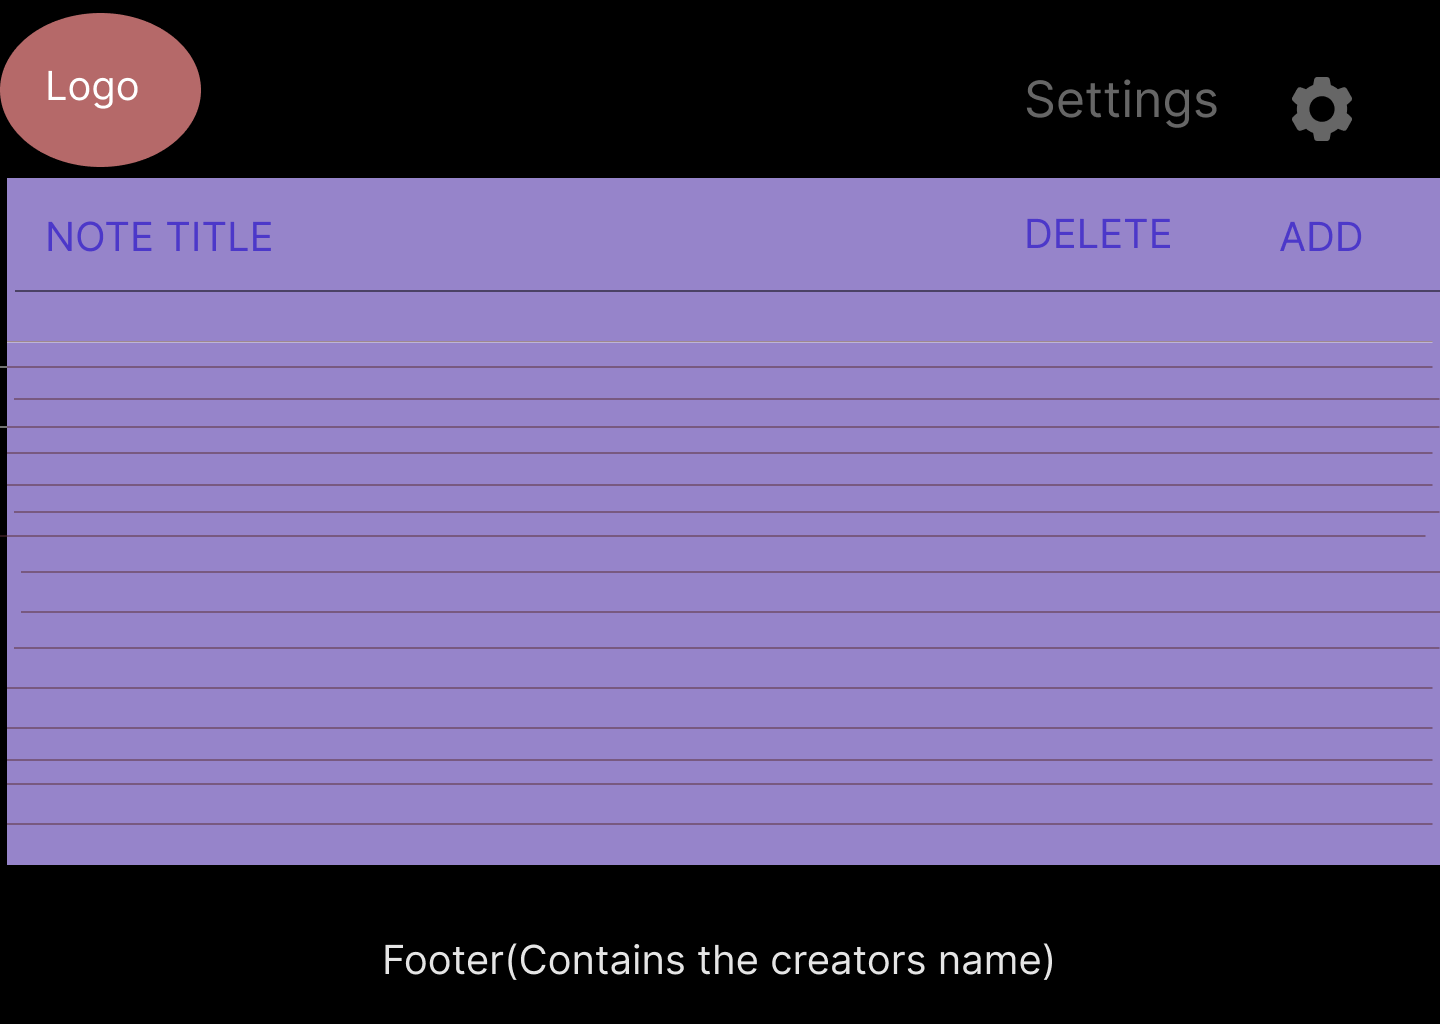 Logo
Settings
NOTE TITLE
DELETE
ADD
Footer(Contains the creators name)